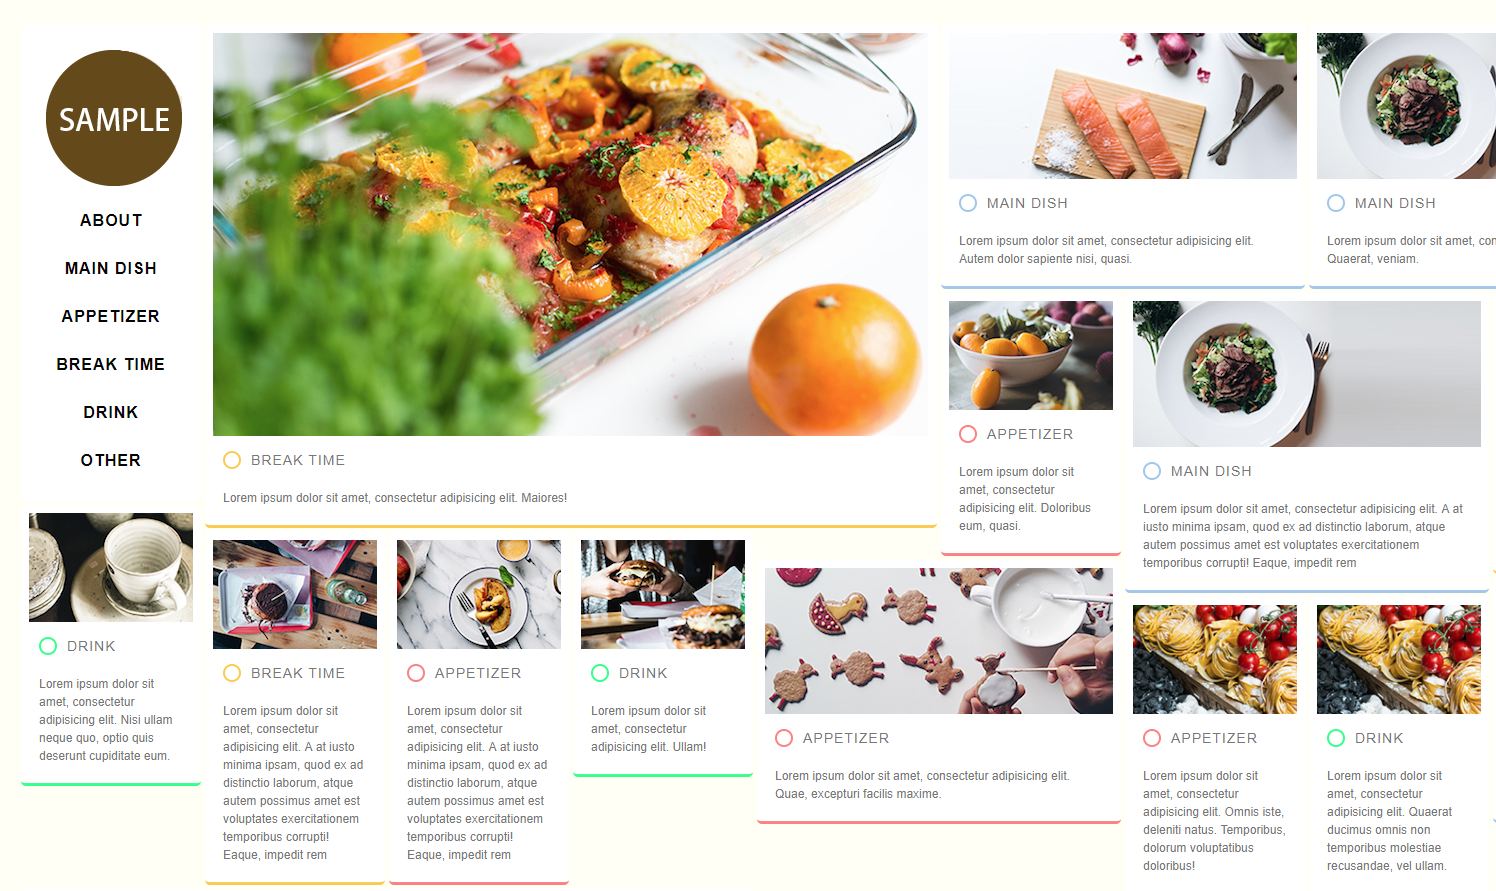 SAMPLE
ABOUT
MAIN DISH
APPETIZER
BREAK TIME
DRINK
OTHER
BREAK TIME
Lorem ipsum dolor sit amet, consectetur adipisicing elit. Maiores!
MAIN DISH
Lorem ipsum dolor sit amet, consectetur adipisicing elit.
Autem dolor sapiente nisi, quasi.
MAIN DISH
Lorem ipsum dolor sit amet, con
Quaerat, veniam.
APPETIZER
Lorem ipsum dolor sit
amet, consectetur
adipisicing elit. Doloribus
eum, quasi.
MAIN DISH
Lorem ipsum dolor sit amet, consectetur adipisicing elit. A at
iusto minima ipsam, quod ex ad distinctio laborum, atque
autem possimus amet est voluptates exercitationem
temporibus corrupti! Eaque, impedit rem
DRINK
Lorem ipsum dolor sit
amet, consectetur
adipisicing elit. Nisi ullam
neque quo, optio quis
deserunt cupiditate eum.
BREAK TIME
Lorem ipsum dolor sit
amet, consectetur
adipisicing elit. A at iusto
minima ipsam, quod ex ad
distinctio laborum, atque
autem possimus amet est
voluptates exercitationem
temporibus corrupti!
Eaque, impedit rem
APPETIZER
Lorem ipsum dolor sit
amet, consectetur
adipisicing elit. A at iusto
minima ipsam, quod ex ad
distinctio laborum, atque
autem possimus amet est
voluptates exercitationem
temporibus corrupti!
Eaque, impedit rem
DRINK
Lorem ipsum dolor sit
amet, consectetur
adipisicing elit. Ullam!
APPETIZER
Lorem ipsum dolor sit amet, consectetur adipisicing elit.
Quae, excepturi facilis maxime.
APPETIZER
Lorem ipsum dolor sit
amet, consectetur
adipisicing elit. Omnis iste,
deleniti natus. Temporibus,
dolorum voluptatibus
doloribus!
DRINK
Lorem ipsum dolor sit
amet, consectetur
adipisicing elit. Quaerat
ducimus omnis non
temporibus molestiae
recusandae, vel ullam.